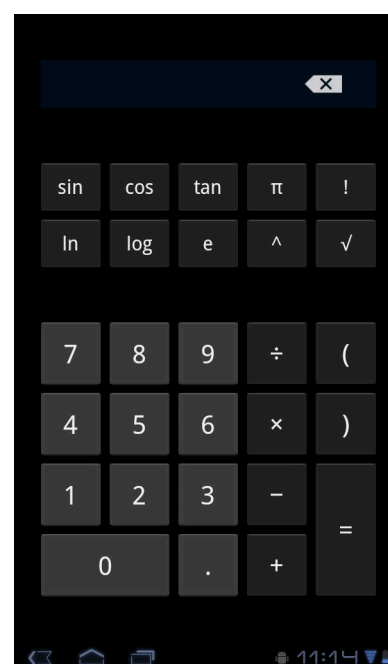 sin cos tan π !
ln log e ^ √
7 8 9 ÷ (
4 5 6 × )
1 2 3 −
=
0 . +
11:14